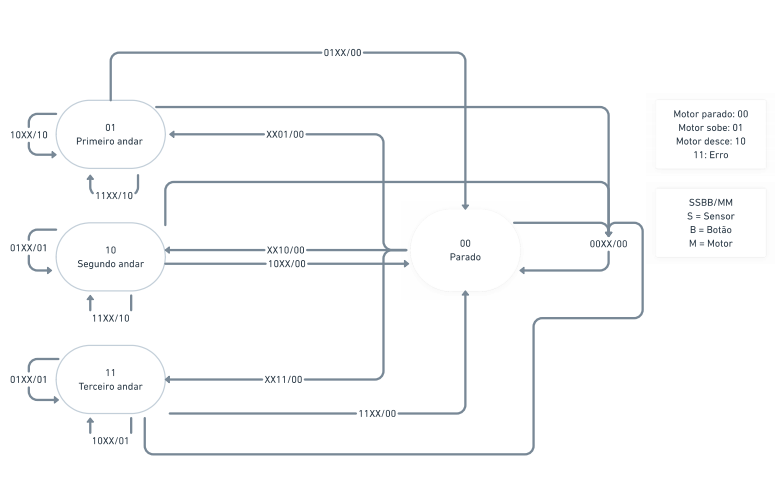 01XX/00
01
Primeiro andar
10XX/10
XX01/00
11XX/10
Motor parado: 00
Motor sobe: 01
Motor desce: 10
11: Erro
SSBB/MM
S = Sensor
B = Botão
M = Motor
10
Segundo andar
01XX/01
XX10/00
10XX/00
00
Parado
00XX/00
11XX/10
11
Terceiro andar
01XX/01
XX11/00
11XX/00
10XX/01